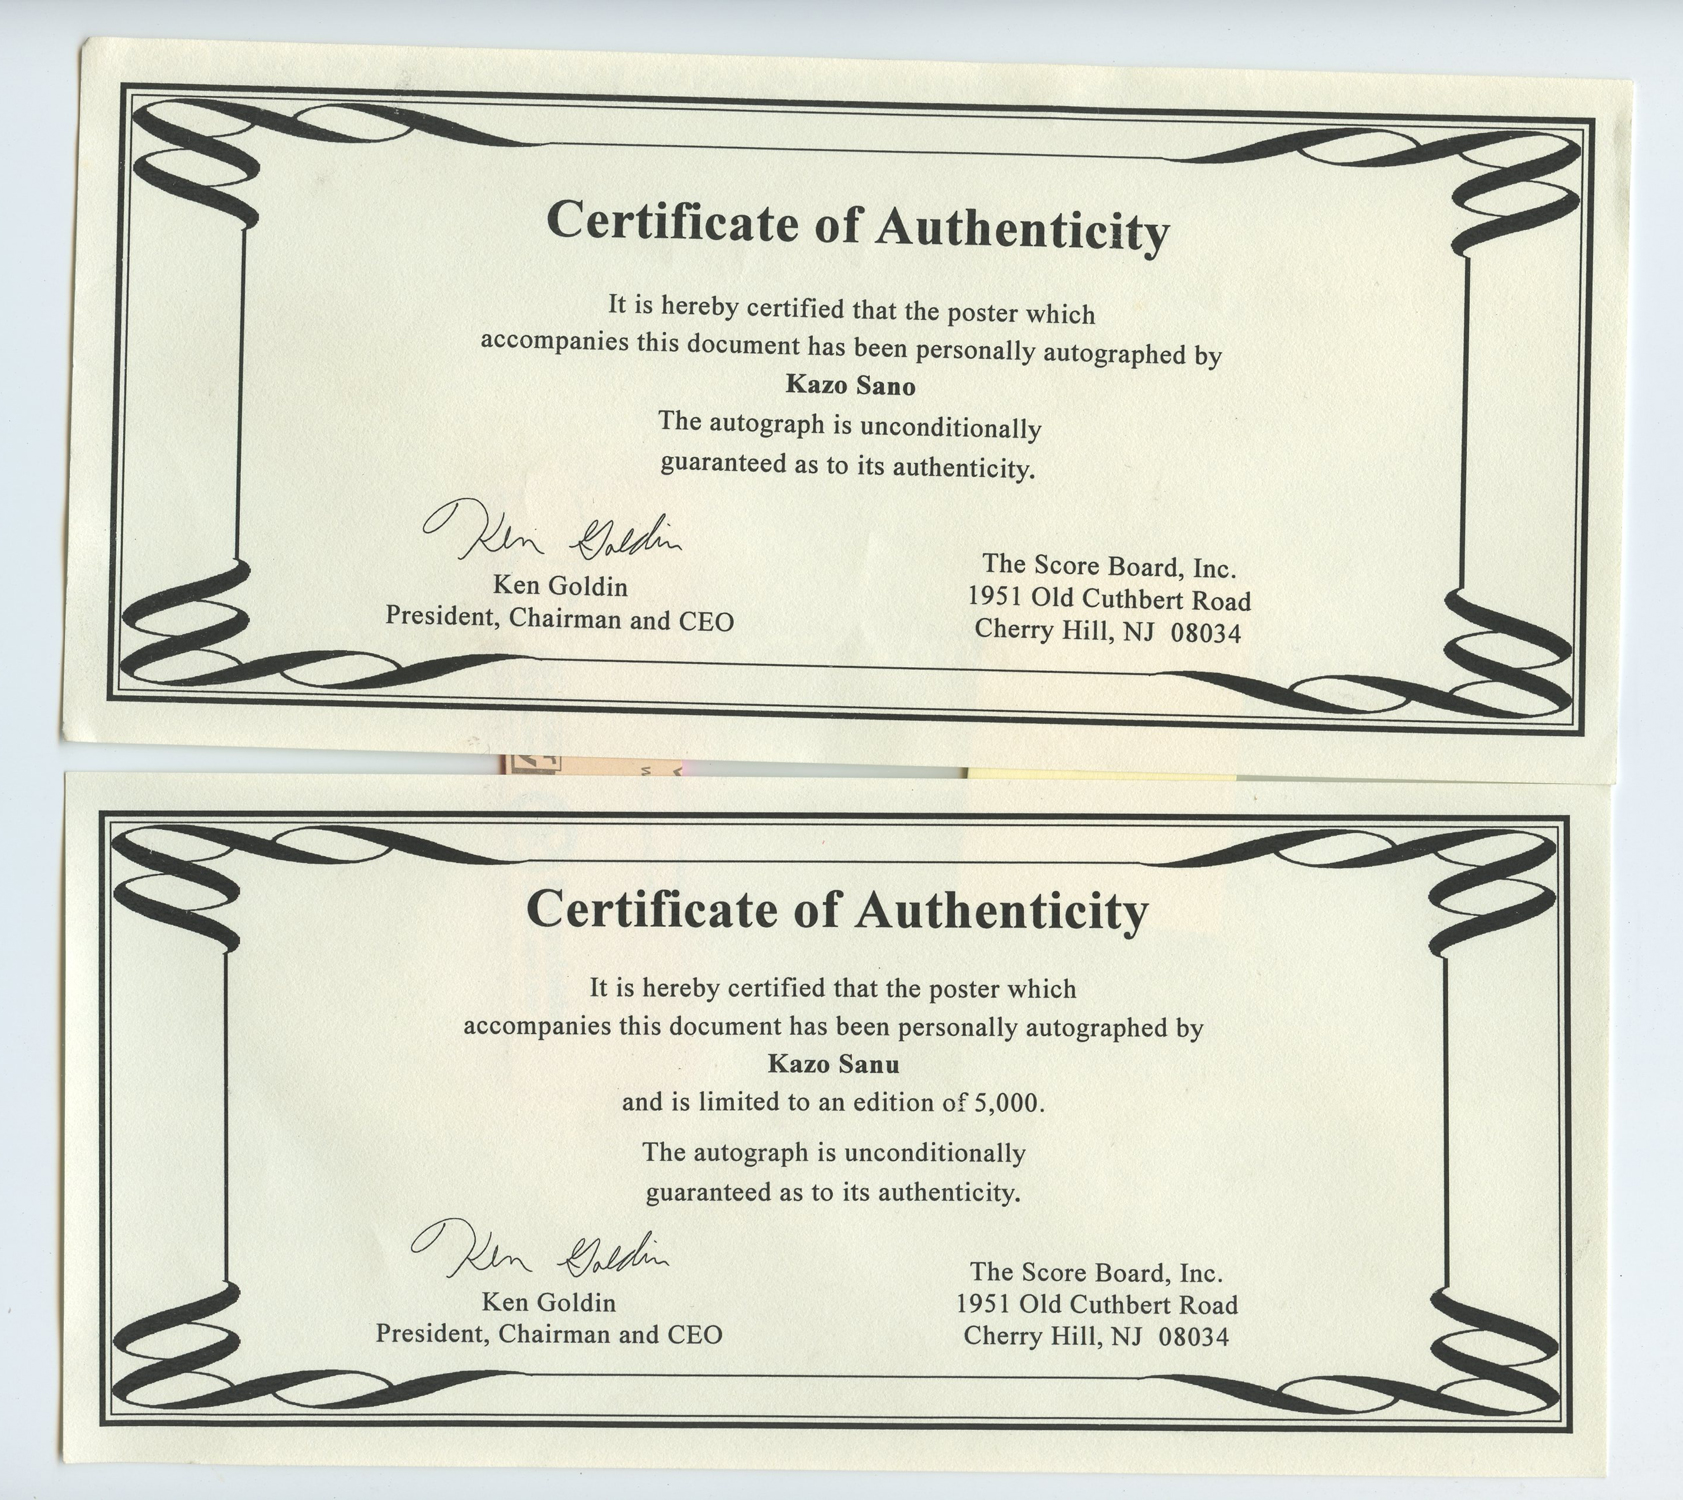 Certificate of Authenticity
It is hereby certified that the poster which
accompanies this document has been personally autographed by
Kazo Sano
The autograph is unconditionally
guaranteed as to its authenticity.
Ken Goldin
Ken Goldin
President, Chairman and CEO
The Score Board, Inc.
1951 Old Cuthbert Road
Cherry Hill, NJ 08034
Certificate of Authenticity
It is hereby certified that the poster which
accompanies this document has been personally autographed by
Kazo Sanu
and is limited to an edition of 5,000.
The autograph is unconditionally
guaranteed as to its authenticity.
Ken Goldin
Ken Goldin
President, Chairman and CEO
The Score Board, Inc.
1951 Old Cuthbert Road
Cherry Hill, NJ 08034